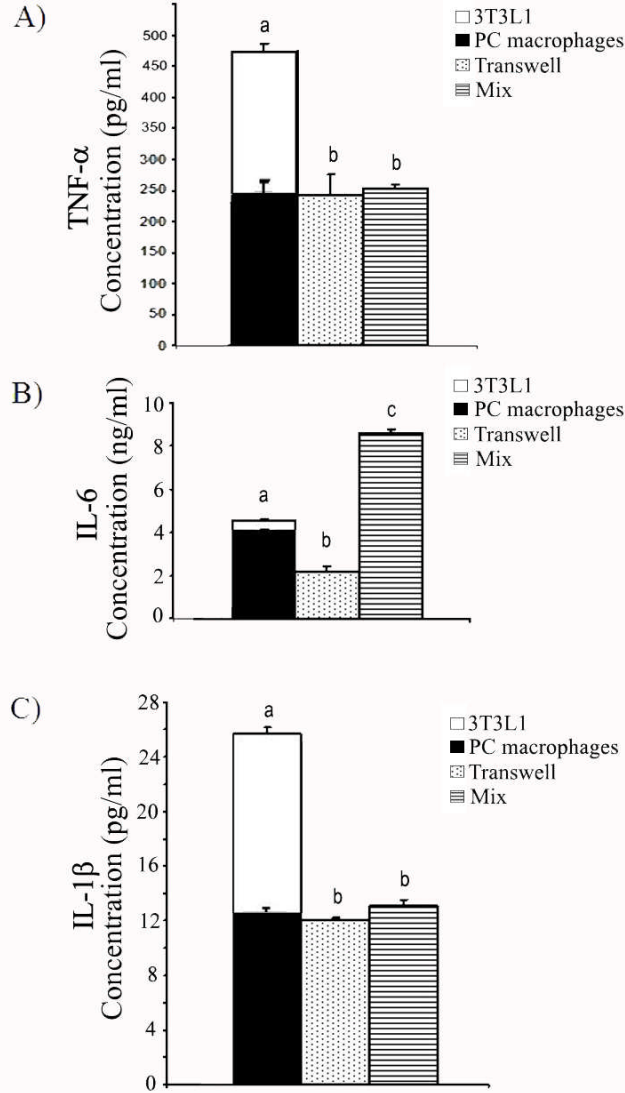 A)
3T3L1
PC macrophages
Transwell
Mix
TNF-α
Concentration (pg/ml)
500
450
400
350
300
250
200
150
100
50
0
a
b
b
B)
3T3L1
PC macrophages
Transwell
Mix
IL-6
Concentration (ng/ml)
10
8
6
4
2
0
a
b
c
C)
3T3L1
PC macrophages
Transwell
Mix
IL-1β
Concentration (pg/ml)
28
24
20
16
12
8
4
0
a
b
b